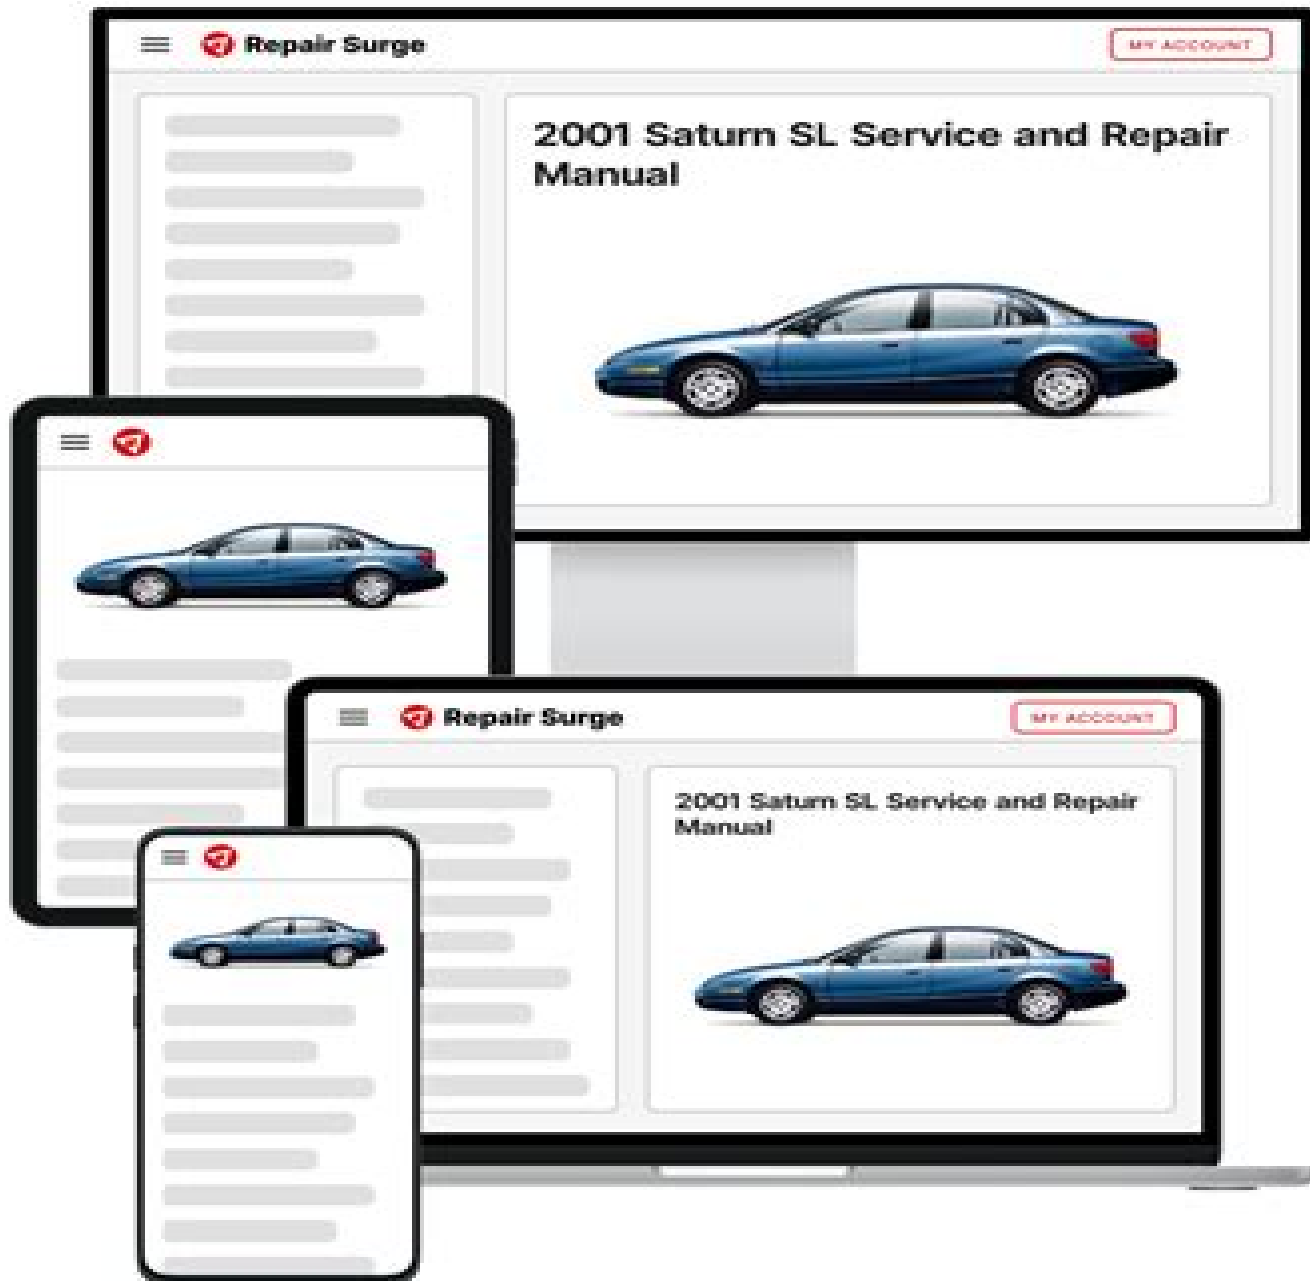 Repair Surge
MY ACCOUNT
2001 Saturn SL Service and Repair
Manual
Repair Surge
MY ACCOUNT
2001 Saturn SL Service and Repair
Manual